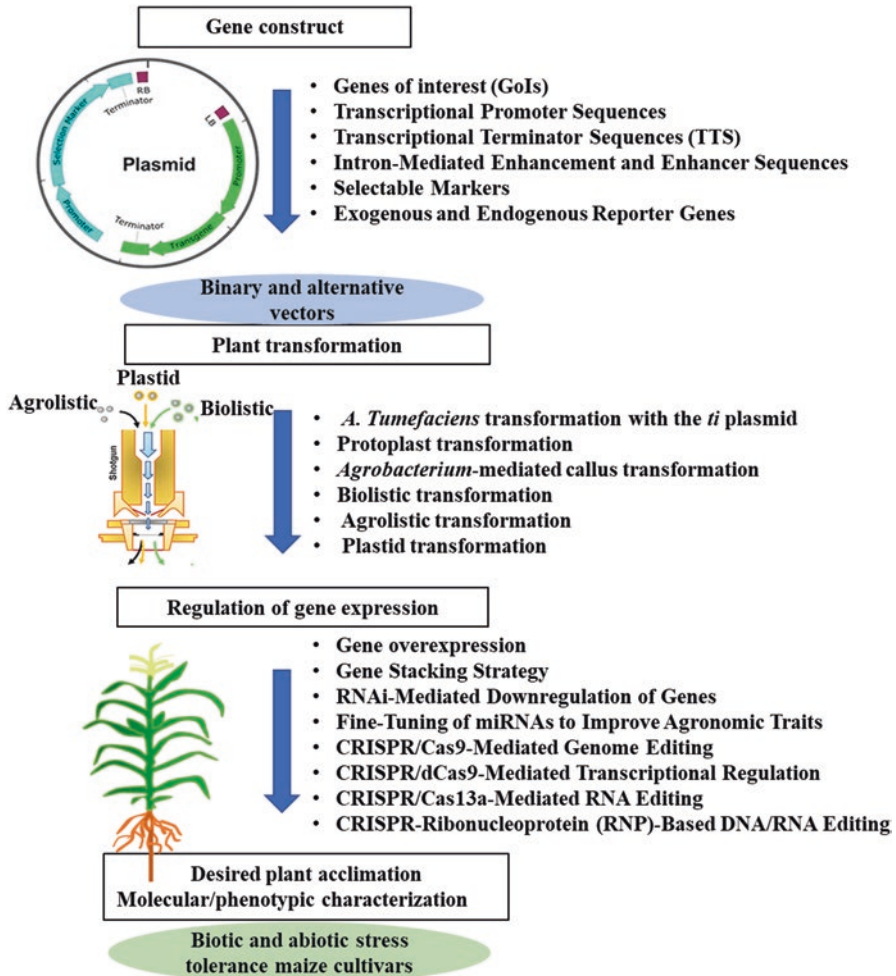 Gene construct
RB
LB
Terminator
Selection Marker
Plasmid
Promoter
Promoter
Terminator
Transgene
• Genes of interest (GoIs)
• Transcriptional Promoter Sequences
• Transcriptional Terminator Sequences (TTS)
• Intron-Mediated Enhancement and Enhancer Sequences
• Selectable Markers
• Exogenous and Endogenous Reporter Genes
Binary and alternative
vectors
Plant transformation
Plastid
Agrolistic
Biolistic
Shotgun
• A. Tumefaciens transformation with the ti plasmid
• Protoplast transformation
• Agrobacterium-mediated callus transformation
• Biolistic transformation
• Agrolistic transformation
• Plastid transformation
Regulation of gene expression
• Gene overexpression
• Gene Stacking Strategy
• RNAi-Mediated Downregulation of Genes
• Fine-Tuning of miRNAs to Improve Agronomic Traits
• CRISPR/Cas9-Mediated Genome Editing
• CRISPR/dCas9-Mediated Transcriptional Regulation
• CRISPR/Cas13a-Mediated RNA Editing
• CRISPR-Ribonucleoprotein (RNP)-Based DNA/RNA Editing
Desired plant acclimation
Molecular/phenotypic characterization
Biotic and abiotic stress
tolerance maize cultivars